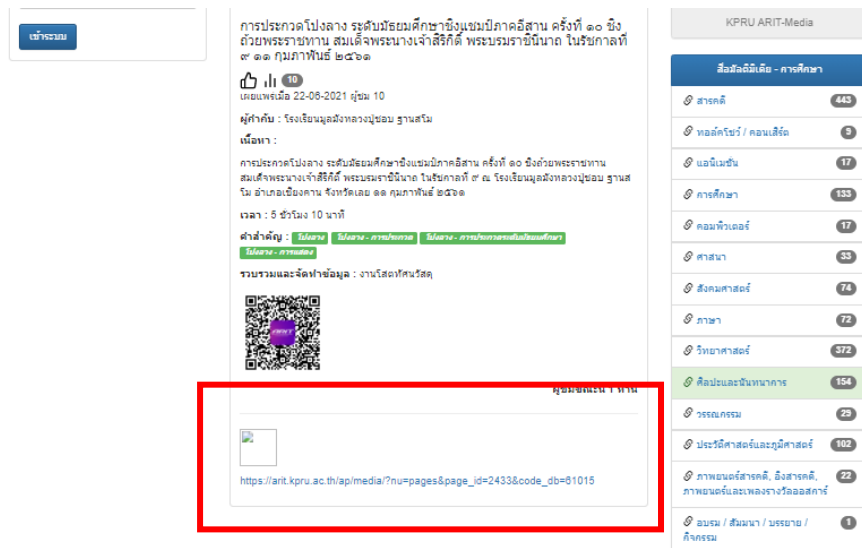 เข้าระบบ
การประกวดโปงลาง ระดับมัธยมศึกษาชิงแชมป์ภาคอีสาน ครั้งที่ ๑๐ ชิง
ถ้วยพระราชทาน สมเด็จพระนางเจ้าสิริกิติ์ พระบรมราชินีนาถ ในรัชกาลที่
๙ ๑๑ กุมภาพันธ์ ๒๕๖๑
10
เผยแพร่เมื่อ 22-06-2021 ผู้ชม 10
ผู้กำกับ : โรงเรียนมูลมังหลวงปู่ชอบ ฐานสโม
เนื้อหา :
การประกวดโปงลาง ระดับมัธยมศึกษาชิงแชมป์ภาคอีสาน ครั้งที่ ๑๐ ชิงถ้วยพระราชทาน
สมเด็จพระนางเจ้าสิริกิติ์ พระบรมราชินีนาถ ในรัชกาลที่ ๙ ณ โรงเรียนมูลมังหลวงปู่ชอบ ฐานส
โม อำเภอเชียงคาน จังหวัดเลย ๑๑ กุมภาพันธ์ ๒๕๖๑
เวลา : 5 ชั่วโมง 10 นาที
คำสำคัญ : โปงลาง โปงลาง - การประกวด โปงลาง - การประกวดระดับมัธยมศึกษา
โปงลาง - การแสดง
รวบรวมและจัดทำข้อมูล : งานโสตทัศนวัสดุ
ARIT
ผู้ชมขณะนี้ 1 ท่าน
https://arit.kpru.ac.th/ap/media/?nu=pages&page_id=2433&code_db=61015
KPRU ARIT-Media
สื่อมัลติมีเดีย - การศึกษา
สารคดี 443
ทอล์คโชว์ / คอนเสิร์ต 9
แอนิเมชัน 17
การศึกษา 133
คอมพิวเตอร์ 17
ศาสนา 33
สังคมศาสตร์ 74
ภาษา 72
วิทยาศาสตร์ 372
ศิลปะและนันทนาการ 154
วรรณกรรม 29
ประวัติศาสตร์และภูมิศาสตร์ 102
ภาพยนตร์สารคดี, อิงสารคดี, 22
ภาพยนตร์และเพลงรางวัลออสการ์
อบรม / สัมมนา / บรรยาย / 1
กิจกรรม